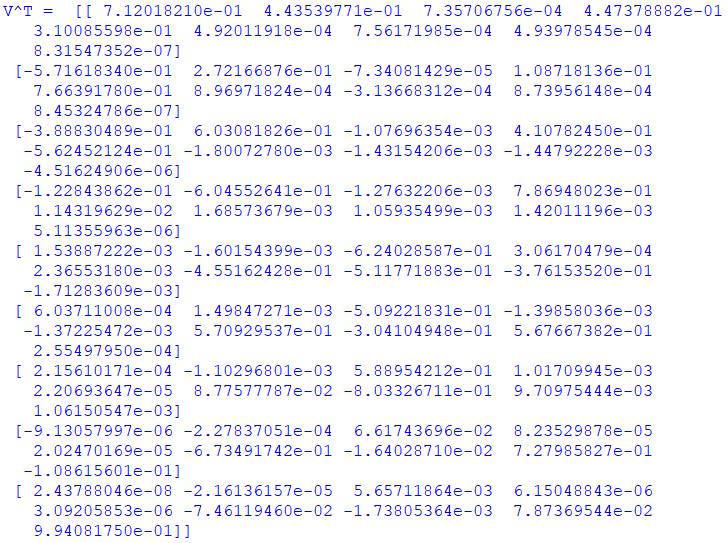 V^T =  [[ 7.12018210e-01  4.43539771e-01  7.35706756e-04  4.47378882e-01
   3.10085598e-01  4.92011918e-04  7.56171985e-04  4.93978545e-04
   8.31547352e-07]
 [-5.71618340e-01  2.72166876e-01 -7.34081429e-05  1.08718136e-01
   7.66391780e-01  8.96971824e-04 -3.13668312e-04  8.73956148e-04
   8.45324786e-07]
 [-3.88830489e-01  6.03081826e-01 -1.07696354e-03  4.10782450e-01
  -5.62452124e-01 -1.80072780e-03 -1.43154206e-03 -1.44792228e-03
  -4.51624906e-06]
 [-1.22843862e-01 -6.04552641e-01 -1.27632206e-03  7.86948023e-01
   1.14319629e-02  1.68573679e-03  1.05935499e-03  1.42011196e-03
   5.11355963e-06]
 [ 1.53887222e-03 -1.60154399e-03 -6.24028587e-01  3.06170479e-04
   2.36553180e-03 -4.55162428e-01 -5.11771883e-01 -3.76153520e-01
  -1.71283609e-03]
 [ 6.03711008e-04  1.49847271e-03 -5.09221831e-01 -1.39858036e-03
  -1.37225472e-03  5.70929537e-01 -3.04104948e-01  5.67667382e-01
   2.55497950e-04]
 [ 2.15610171e-04 -1.10296801e-03  5.88954212e-01  1.01709945e-03
   2.20693647e-05  8.77577787e-02 -8.03326711e-01  9.70975444e-03
   1.06150547e-03]
 [-9.13057997e-06 -2.27837051e-04  6.61743696e-02  8.23529878e-05
   2.02470169e-05 -6.73491742e-01 -1.64028710e-02  7.27985827e-01
  -1.08615601e-01]
 [ 2.43788046e-08 -2.16136157e-05  5.65711864e-03  6.15048843e-06
   3.09205853e-06 -7.46119460e-02 -1.73805364e-03  7.87369544e-02
   9.94081750e-01]]